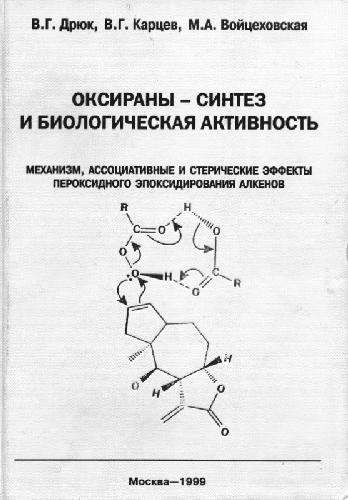 В.Г. Дрюк, В.Г. Карцев, М.А. Войцеховская
ОКСИРАНЫ – СИНТЕЗ
И БИОЛОГИЧЕСКАЯ АКТИВНОСТЬ
МЕХАНИЗМ, АССОЦИАТИВНЫЕ И СТЕРИЧЕСКИЕ ЭФФЕКТЫ
ПЕРОКСИДНОГО ЭПОКСИДИРОВАНИЯ АЛКЕНОВ
R H
O O
C C
O R
O H O
O H H O
O
Москва—1999